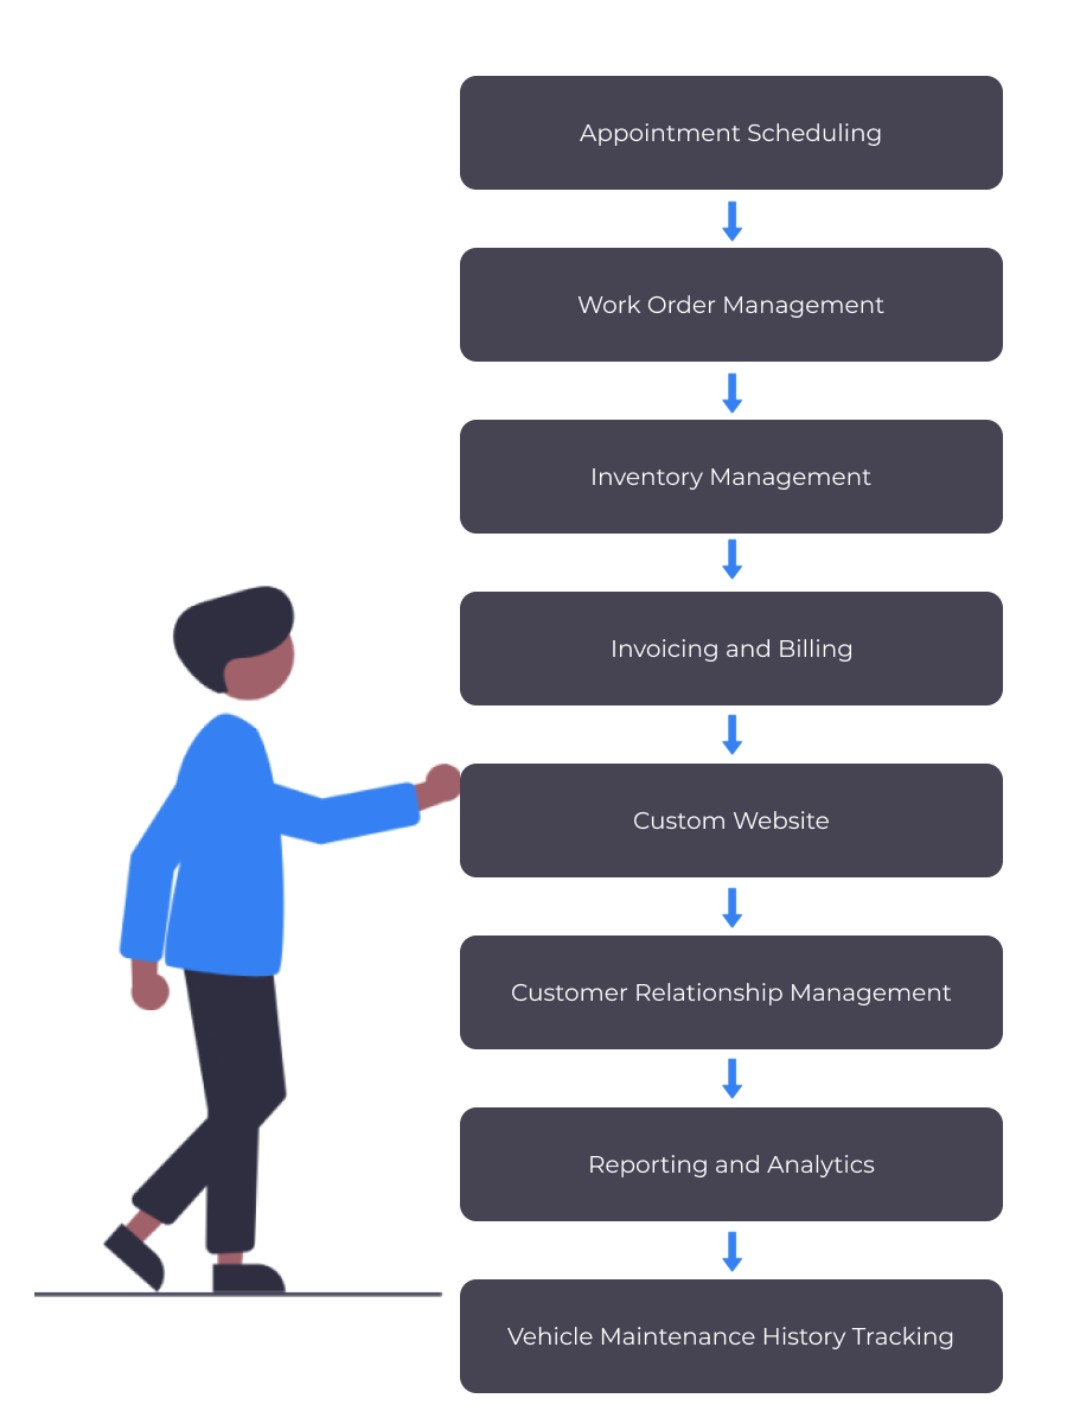 Appointment Scheduling
Work Order Management
Inventory Management
Invoicing and Billing
Custom Website
Customer Relationship Management
Reporting and Analytics
Vehicle Maintenance History Tracking